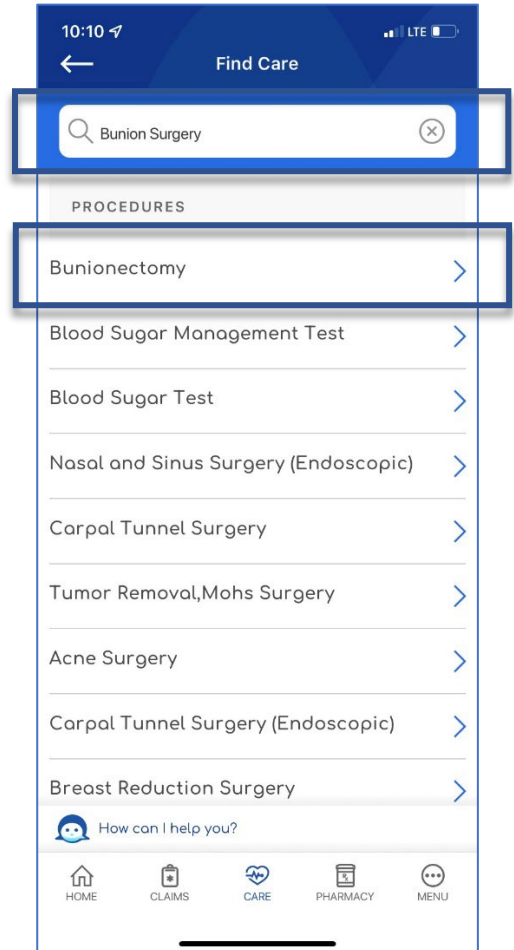 10:10 LTE
Find Care
Bunion Surgery
PROCEDURES
Bunionectomy
Blood Sugar Management Test
Blood Sugar Test
Nasal and Sinus Surgery (Endoscopic)
Carpal Tunnel Surgery
Tumor Removal,Mohs Surgery
Acne Surgery
Carpal Tunnel Surgery (Endoscopic)
Breast Reduction Surgery
How can I help you?
HOME CLAIMS CARE PHARMACY MENU